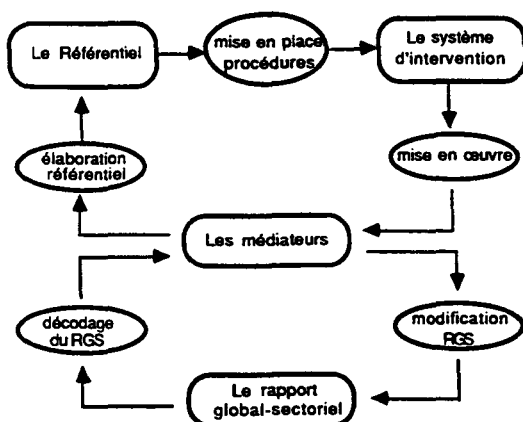 Le Référentiel
mise en place
procédures
Le système
d'intervention
élaboration
référentiel
mise en œuvre
Les médiateurs
décodage
du RGS
modification
RGS
Le rapport
global-sectoriel